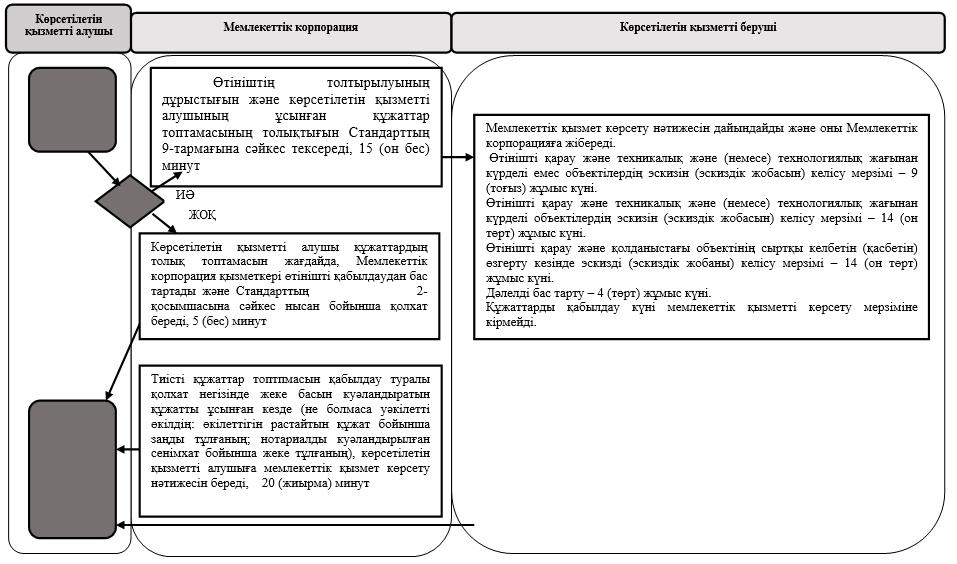 Көрсетілетін
қызметті алушы
Мемлекеттік корпорация
Көрсетілетін қызметті беруші
Өтініштің толтырылуының
дұрыстығын және көрсетілетін қызметті
алушының ұсынған құжаттар
топтамасының толықтығын Стандарттың
9-тармағына сәйкес тексереді, 15 (он бес)
минут
ИӘ
ЖОҚ
Көрсетілетін қызметті алушы құжаттардың
толық топтамасын жағдайда, Мемлекеттік
корпорация қызметкері өтінішті қабылдаудан бас
тартады және Стандарттың 2-
қосымшасына сәйкес нысан бойынша қолхат
береді, 5 (бес) минут
Тиісті құжаттар топтпмасын қабылдау туралы
қолхат негізінде жеке басын куәландыратын
құжатты ұсынған кезде (не болмаса уәкілетті
өкілдің: өкілеттігін растайтын құжат бойынша
заңды тұлғаның; нотариалды куәландырылған
сенімхат бойынша жеке тұлғаның), көрсетілетін
қызметті алушыға мемлекеттік қызмет көрсету
нәтижесін береді, 20 (жиырма) минут
Мемлекеттік қызмет көрсету нәтижесін дайындайды және оны Мемлекеттік
корпорацияға жібереді.
Өтінішті қарау және техникалық және (немесе) технологиялық жағынан
күрделі емес объектілердің эскизін (эскиздік жобасын) келісу мерзімі – 9
(тоғыз) жұмыс күні.
Өтінішті қарау және техникалық және (немесе) технологиялық жағынан
күрделі объектілердің эскизін (эскиздік жобасын) келісу мерзімі – 14 (он
төрт) жұмыс күні.
Өтінішті қарау және қолданыстағы объектінің сыртқы келбетін (қасбетін)
өзгерту кезінде эскизді (эскиздік жобаны) келісу мерзімі – 14 (он төрт)
жұмыс күні.
Дәлелді бас тарту – 4 (төрт) жұмыс күні.
Құжаттарды қабылдау күні мемлекеттік қызметті көрсету мерзіміне
кірмейді.